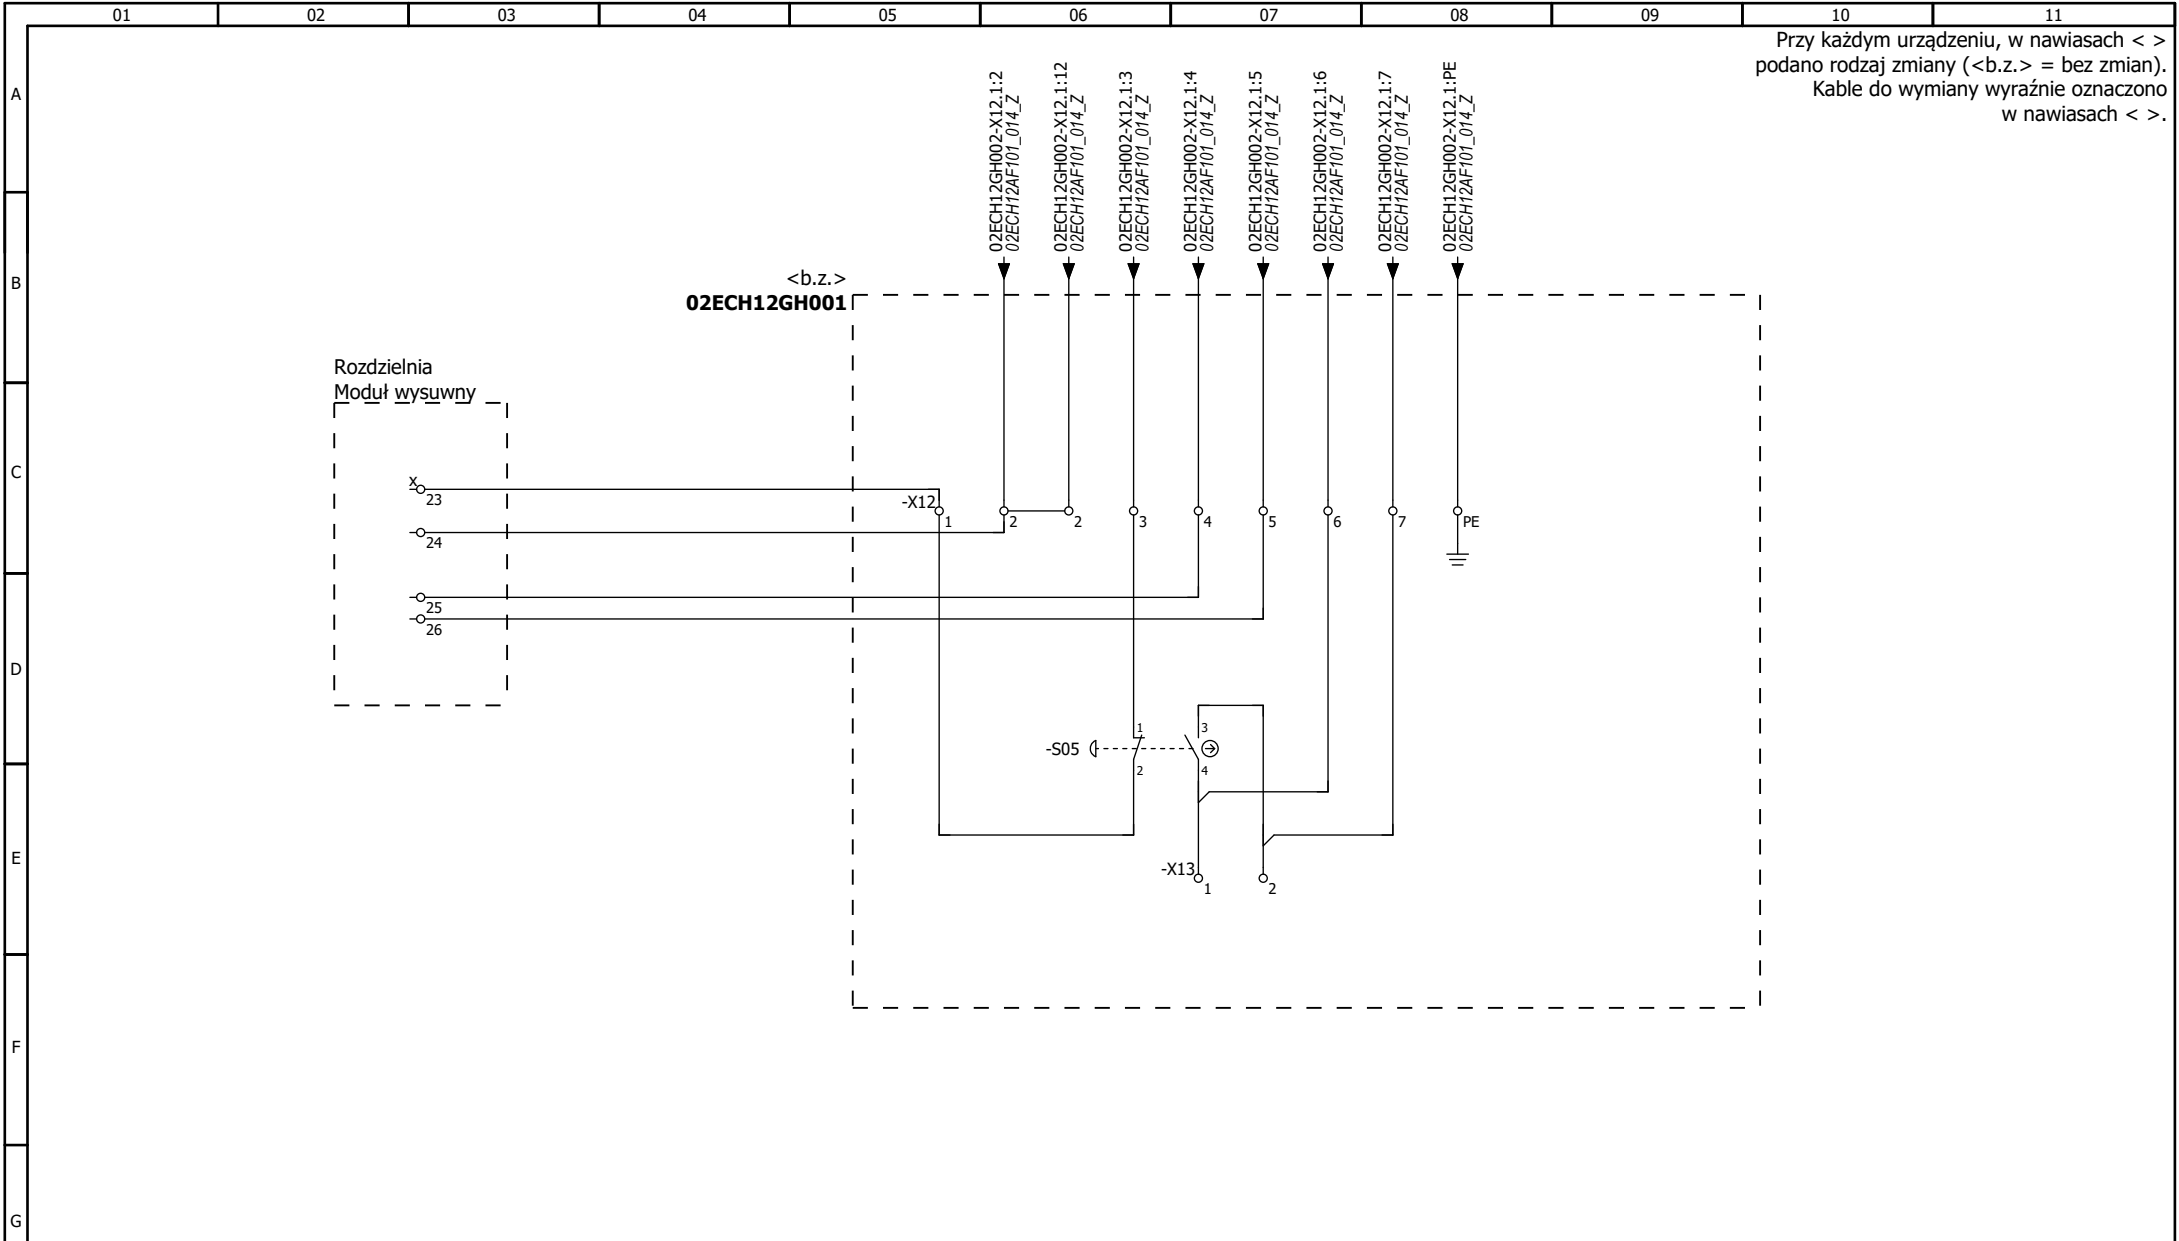 01 02 03 04 05 06 07 08 09 10 11
Przy każdym urządzeniu, w nawiasach < >
podano rodzaj zmiany (<b.z.> = bez zmian).
Kable do wymiany wyraźnie oznaczono
w nawiasach < >.
A
02ECH12GH002-X12.1:2
02ECH12AF101_014_Z
02ECH12GH002-X12.1:12
02ECH12AF101_014_Z
02ECH12GH002-X12.1:3
02ECH12AF101_014_Z
02ECH12GH002-X12.1:4
02ECH12AF101_014_Z
02ECH12GH002-X12.1:5
02ECH12AF101_014_Z
02ECH12GH002-X12.1:6
02ECH12AF101_014_Z
02ECH12GH002-X12.1:7
02ECH12AF101_014_Z
02ECH12GH002-X12.1:PE
02ECH12AF101_014_Z
B
<b.z.>
02ECH12GH001
Rozdzielnia
Moduł wysuwny
C
x
23
-X12
1 2 2 3 4 5 6 7 PE
24
25
26
D
1 3
-S05
2 4
E
-X13
1 2
F
G